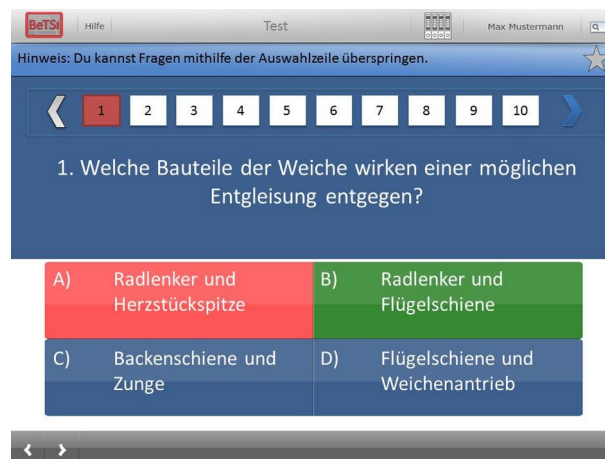 BeTSi Hilfe Test Max Mustermann
Hinweis: Du kannst Fragen mithilfe der Auswahlzeile überspringen.
1 2 3 4 5 6 7 8 9 10
1. Welche Bauteile der Weiche wirken einer möglichen
Entgleisung entgegen?
A) Radlenker und
Herzstückspitze
B) Radlenker und
Flügelschiene
C) Backenschiene und
Zunge
D) Flügelschiene und
Weichenantrieb